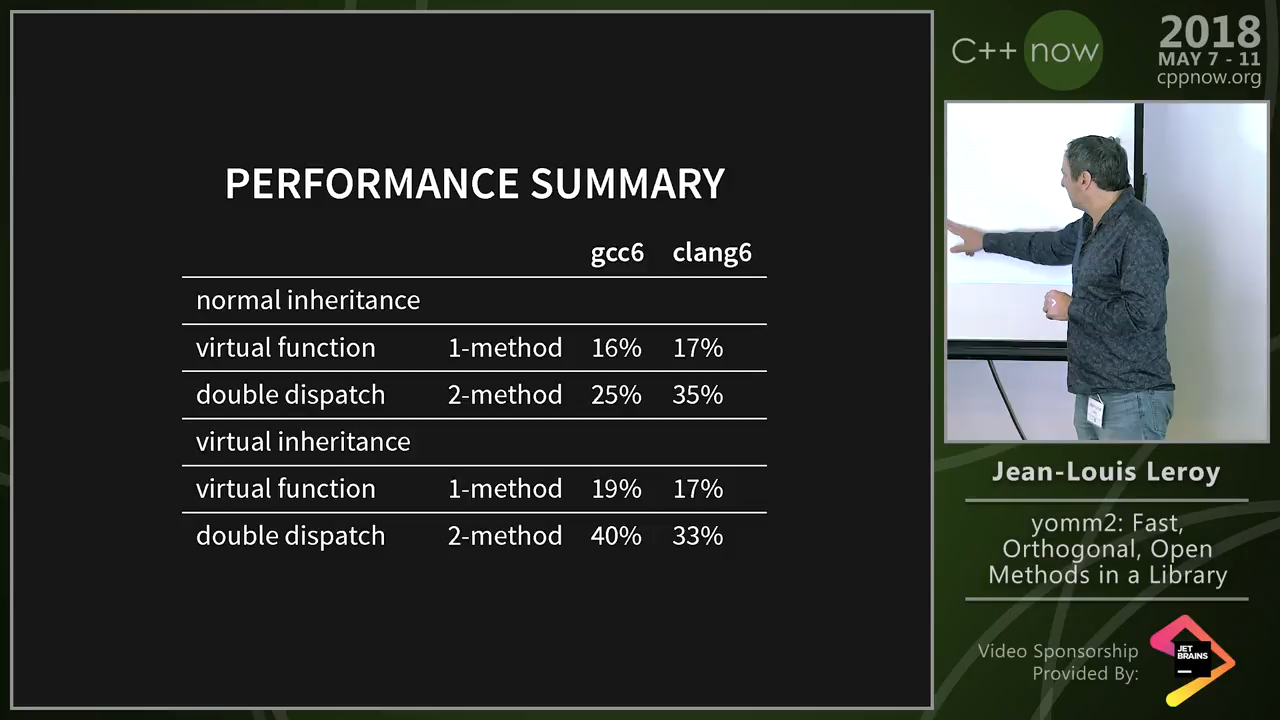 PERFORMANCE SUMMARY
gcc6 clang6
normal inheritance
virtual function 1-method 16% 17%
double dispatch 2-method 25% 35%
virtual inheritance
virtual function 1-method 19% 17%
double dispatch 2-method 40% 33%
C++ now
2018
MAY 7 - 11
cppnow.org
Jean-Louis Leroy
yomm2: Fast,
Orthogonal, Open
Methods in a Library
Video Sponsorship
Provided By:
JET
BRAINS